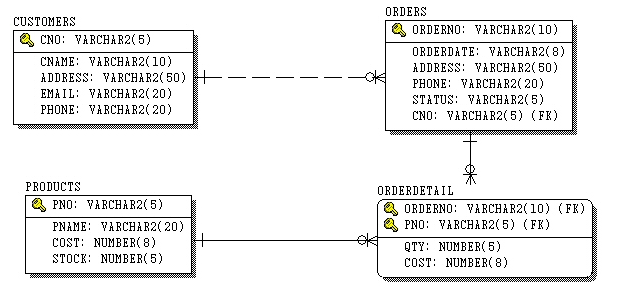 CUSTOMERS
CNO: VARCHAR2(5)
CNAME: VARCHAR2(10)
ADDRESS: VARCHAR2(50)
EMAIL: VARCHAR2(20)
PHONE: VARCHAR2(20)
ORDERS
ORDERNO: VARCHAR2(10)
ORDERDATE: VARCHAR2(8)
ADDRESS: VARCHAR2(50)
PHONE: VARCHAR2(20)
STATUS: VARCHAR2(5)
CNO: VARCHAR2(5) (FK)
PRODUCTS
PNO: VARCHAR2(5)
PNAME: VARCHAR2(20)
COST: NUMBER(8)
STOCK: NUMBER(5)
ORDERDETAIL
ORDERNO: VARCHAR2(10) (FK)
PNO: VARCHAR2(5) (FK)
QTY: NUMBER(5)
COST: NUMBER(8)